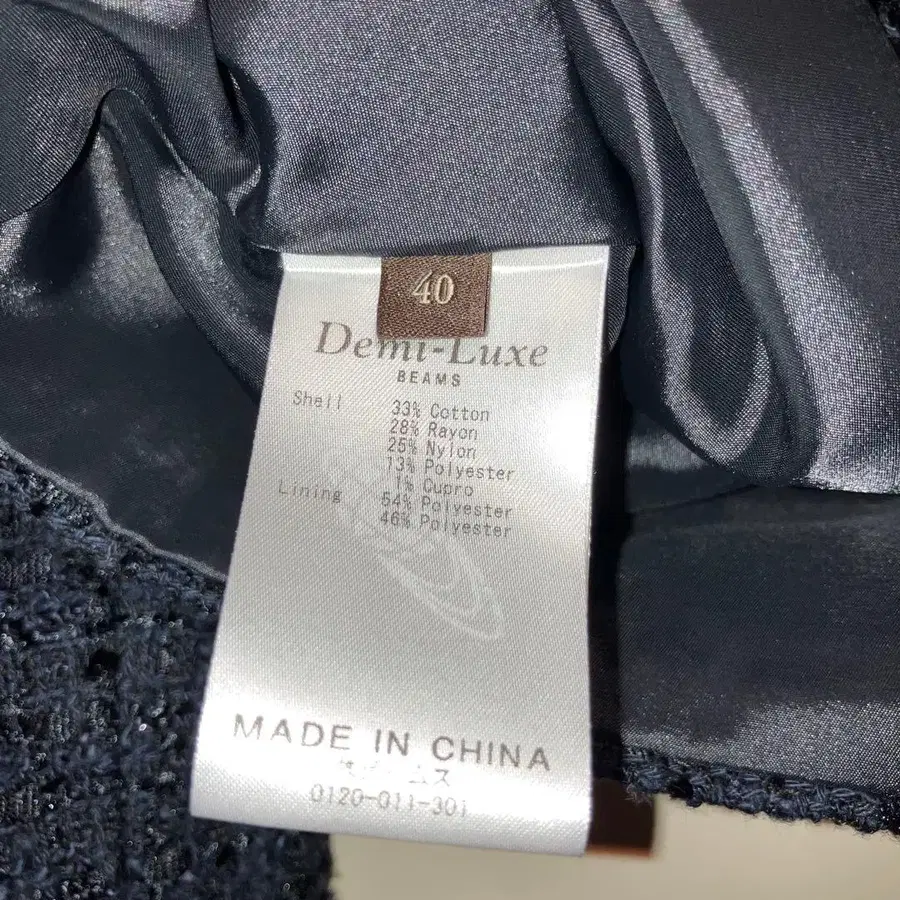 40
Demi-Luxe
BEAMS
Shell 33% Cotton
28% Rayon
25% Nylon
13% Polyester
1% Cupro
Lining 54% Polyester
46% Polyester
MADE IN CHINA
0120-011-301